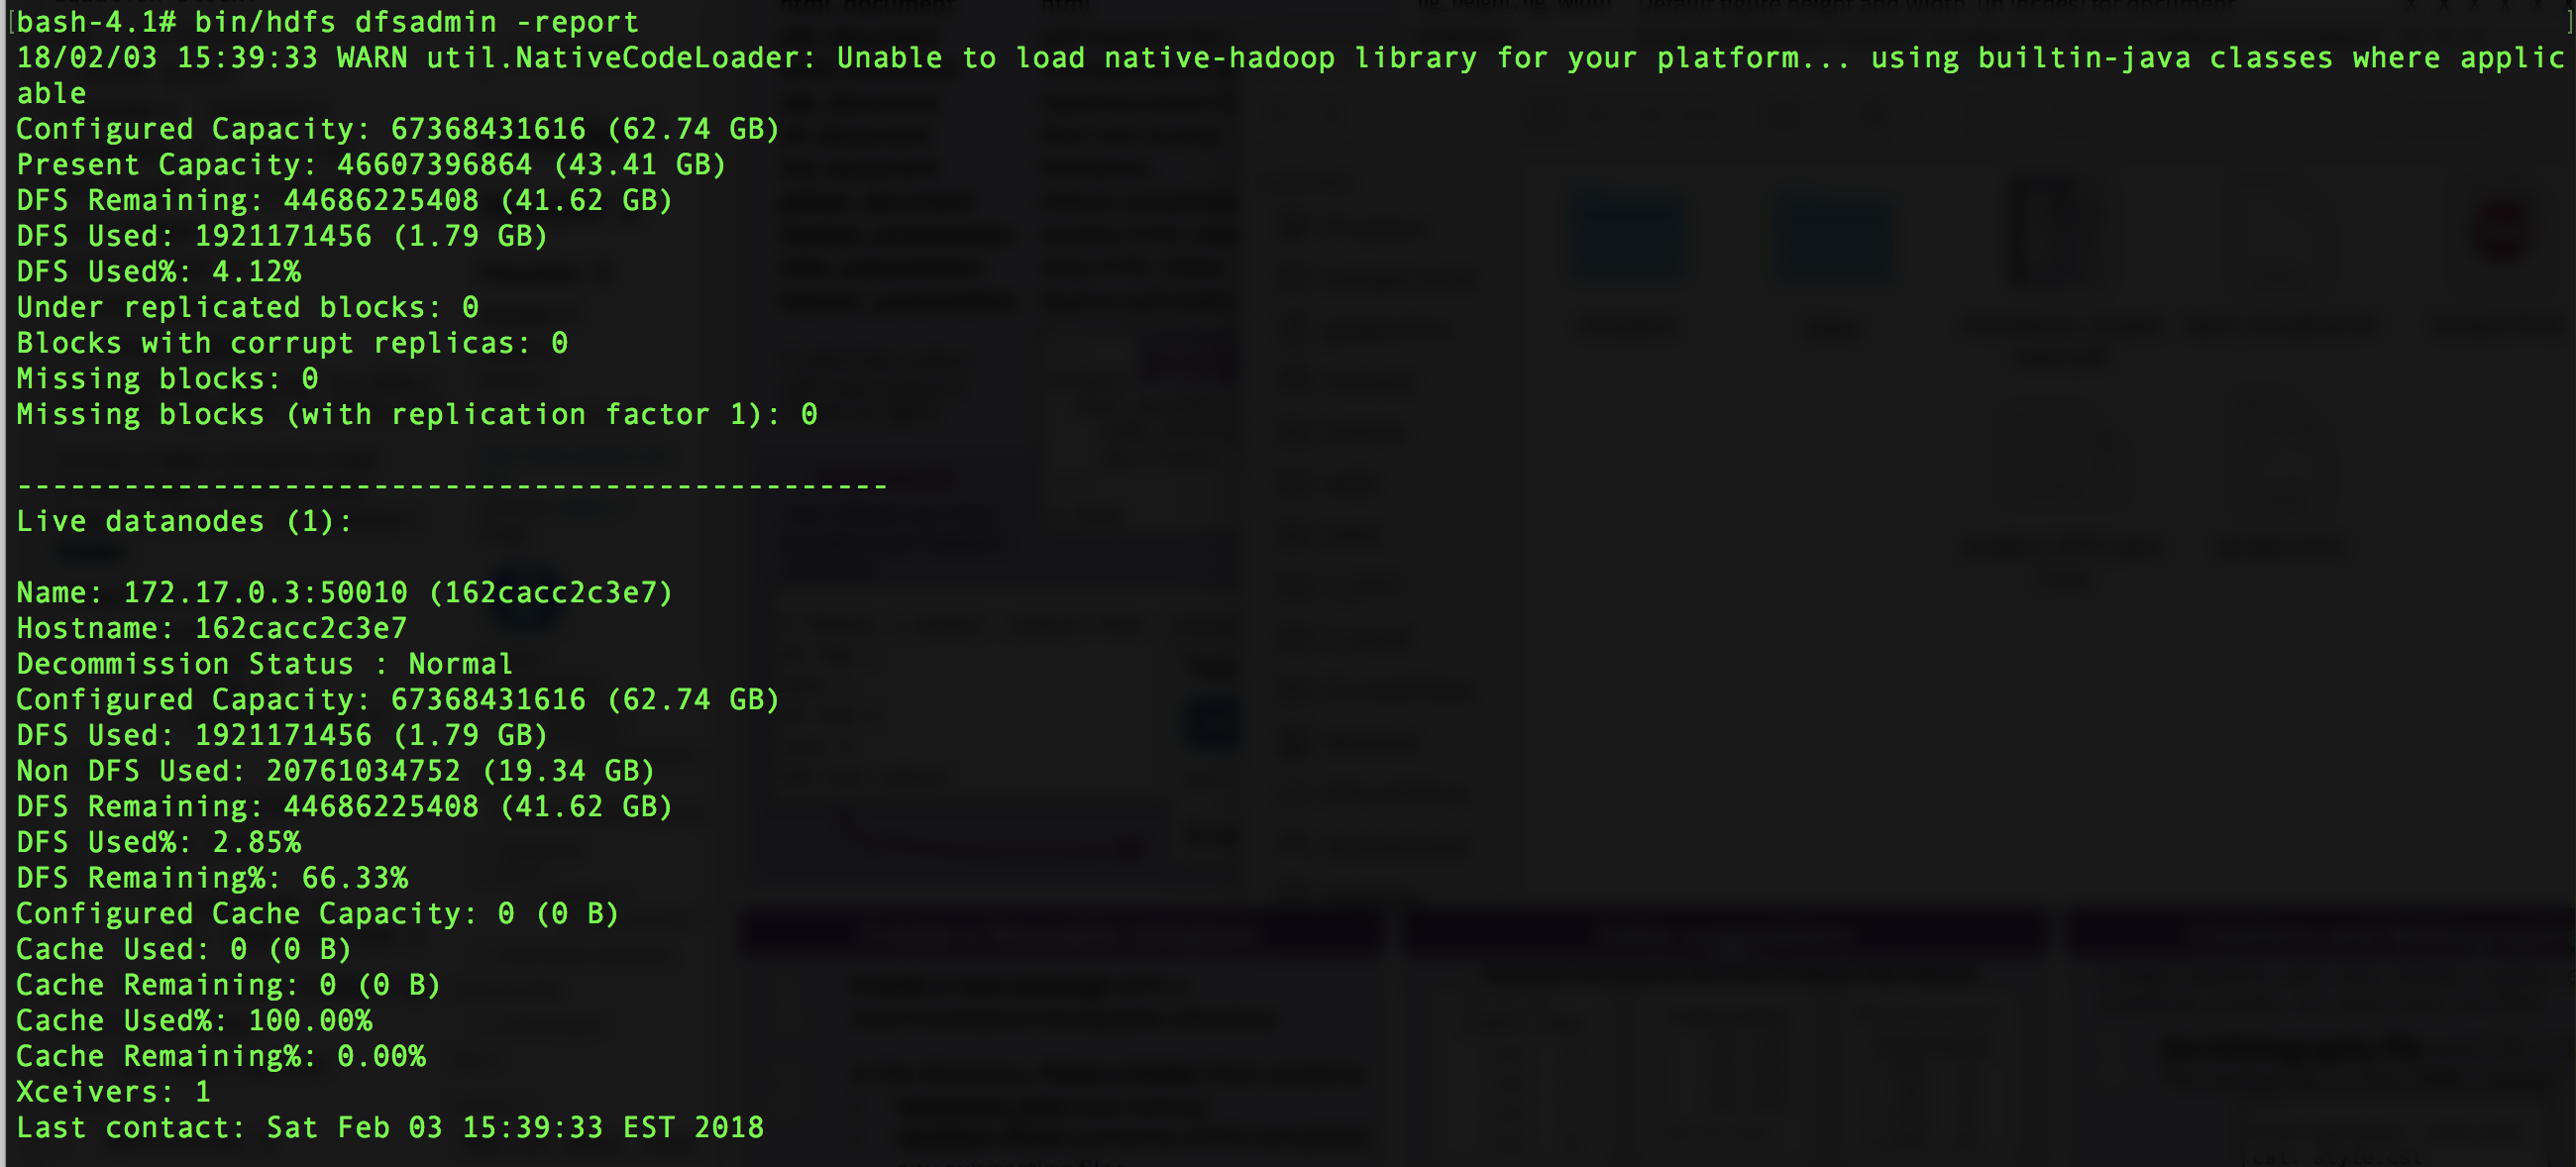 [bash-4.1# bin/hdfs dfsadmin -report ]
18/02/03 15:39:33 WARN util.NativeCodeLoader: Unable to load native-hadoop library for your platform... using builtin-java classes where applic
able
Configured Capacity: 67368431616 (62.74 GB)
Present Capacity: 46607396864 (43.41 GB)
DFS Remaining: 44686225408 (41.62 GB)
DFS Used: 1921171456 (1.79 GB)
DFS Used%: 4.12%
Under replicated blocks: 0
Blocks with corrupt replicas: 0
Missing blocks: 0
Missing blocks (with replication factor 1): 0
-------------------------------------------------
Live datanodes (1):
Name: 172.17.0.3:50010 (162cacc2c3e7)
Hostname: 162cacc2c3e7
Decommission Status : Normal
Configured Capacity: 67368431616 (62.74 GB)
DFS Used: 1921171456 (1.79 GB)
Non DFS Used: 20761034752 (19.34 GB)
DFS Remaining: 44686225408 (41.62 GB)
DFS Used%: 2.85%
DFS Remaining%: 66.33%
Configured Cache Capacity: 0 (0 B)
Cache Used: 0 (0 B)
Cache Remaining: 0 (0 B)
Cache Used%: 100.00%
Cache Remaining%: 0.00%
Xceivers: 1
Last contact: Sat Feb 03 15:39:33 EST 2018